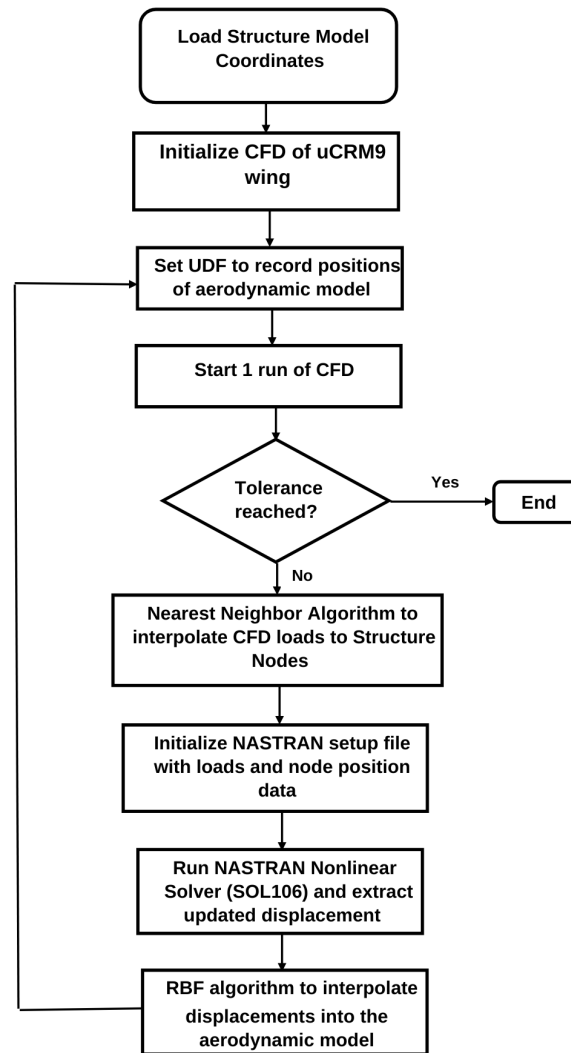 Load Structure Model
Coordinates
Initialize CFD of uCRM9
wing
Set UDF to record positions
of aerodynamic model
Start 1 run of CFD
Tolerance
reached?
Yes
End
No
Nearest Neighbor Algorithm to
interpolate CFD loads to Structure
Nodes
Initialize NASTRAN setup file
with loads and node position
data
Run NASTRAN Nonlinear
Solver (SOL106) and extract
updated displacement
RBF algorithm to interpolate
displacements into the
aerodynamic model